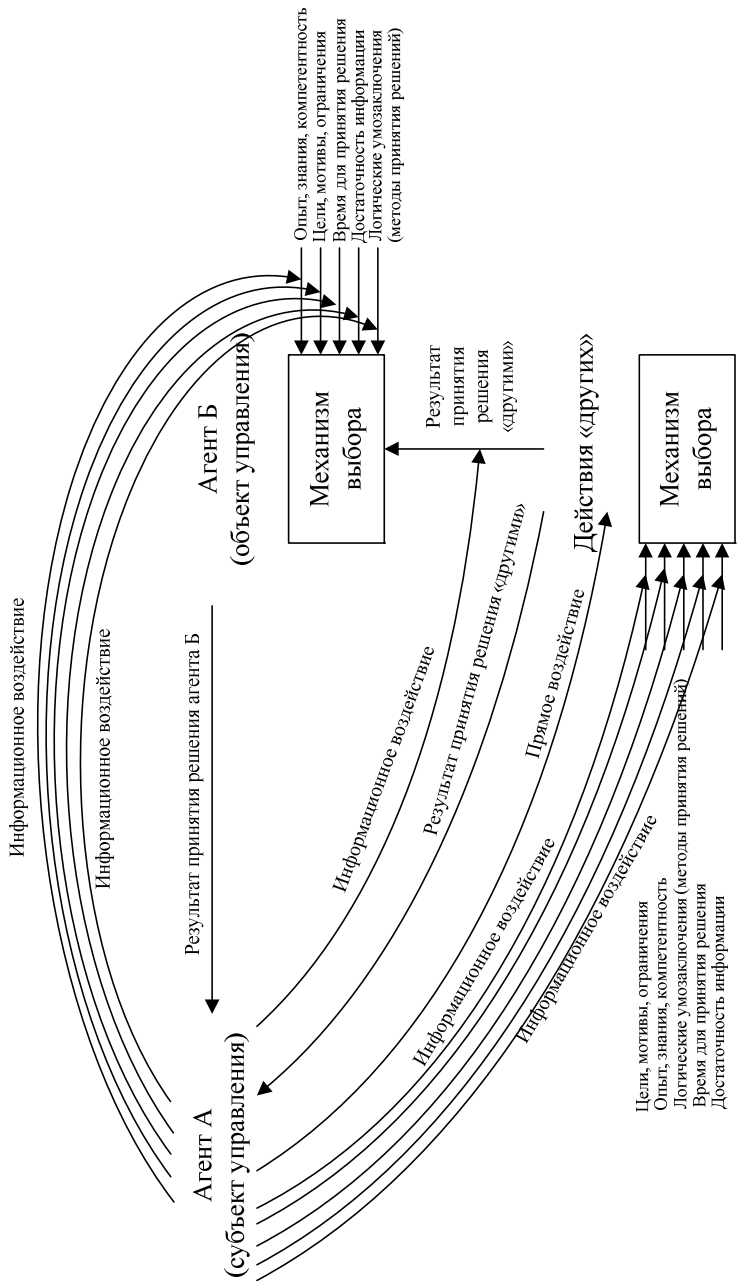 Информационное воздействие
Информационное воздействие
Агент А
(субъект управления)
Результат принятия решения агента Б
Агент Б
(объект управления)
Механизм
выбора
Опыт, знания, компетентность
Цели, мотивы, ограничения
Время для принятия решения
Достаточность информации
Логические умозаключения
(методы принятия решений)
Информационное воздействие
Результат
принятия
решения
«другими»
Результат принятия решения «другими»
Прямое воздействие
Действия «других»
Информационное воздействие
Информационное воздействие
Механизм
выбора
Цели, мотивы, ограничения
Опыт, знания, компетентность
Логические умозаключения (методы принятия решений)
Время для принятия решения
Достаточность информации